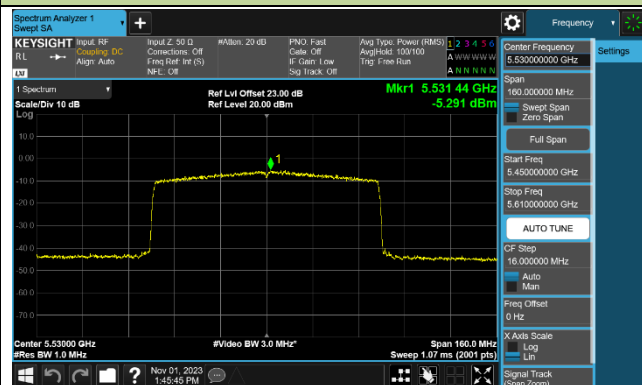 Spectrum Analyzer 1
Swept SA
Frequency
KEYSIGHT
Input: RF
Coupling: DC
Align: Auto
Input Z: 50 Ω
Corrections: Off
Freq Ref: Int (S)
NFE: Off
#Atten: 20 dB
PNO: Fast
Gate: Off
IF Gain: Low
Sig Track: Off
Avg Type: Power (RMS)
Avg|Hold: 100/100
Trig: Free Run
1 2 3 4 5 6
A W W W W W
A N N N N N
RL
LXI
1 Spectrum
Scale/Div 10 dB
Log
Ref Lvl Offset 23.00 dB
Ref Level 20.00 dBm
Mkr1 5.531 44 GHz
-5.291 dBm
10.0
0.00
-10.0
-20.0
-30.0
-40.0
-50.0
-60.0
-70.0
1
Center 5.53000 GHz
#Res BW 1.0 MHz
#Video BW 3.0 MHz*
Span 160.0 MHz
Sweep 1.07 ms (2001 pts)
Nov 01, 2023
1:45:45 PM
Center Frequency
5.530000000 GHz
Span
160.000000 MHz
Swept Span
Zero Span
Full Span
Start Freq
5.450000000 GHz
Stop Freq
5.610000000 GHz
AUTO TUNE
CF Step
16.000000 MHz
Auto
Man
Freq Offset
0 Hz
X Axis Scale
Log
Lin
Signal Track
(Span Zoom)
Settings